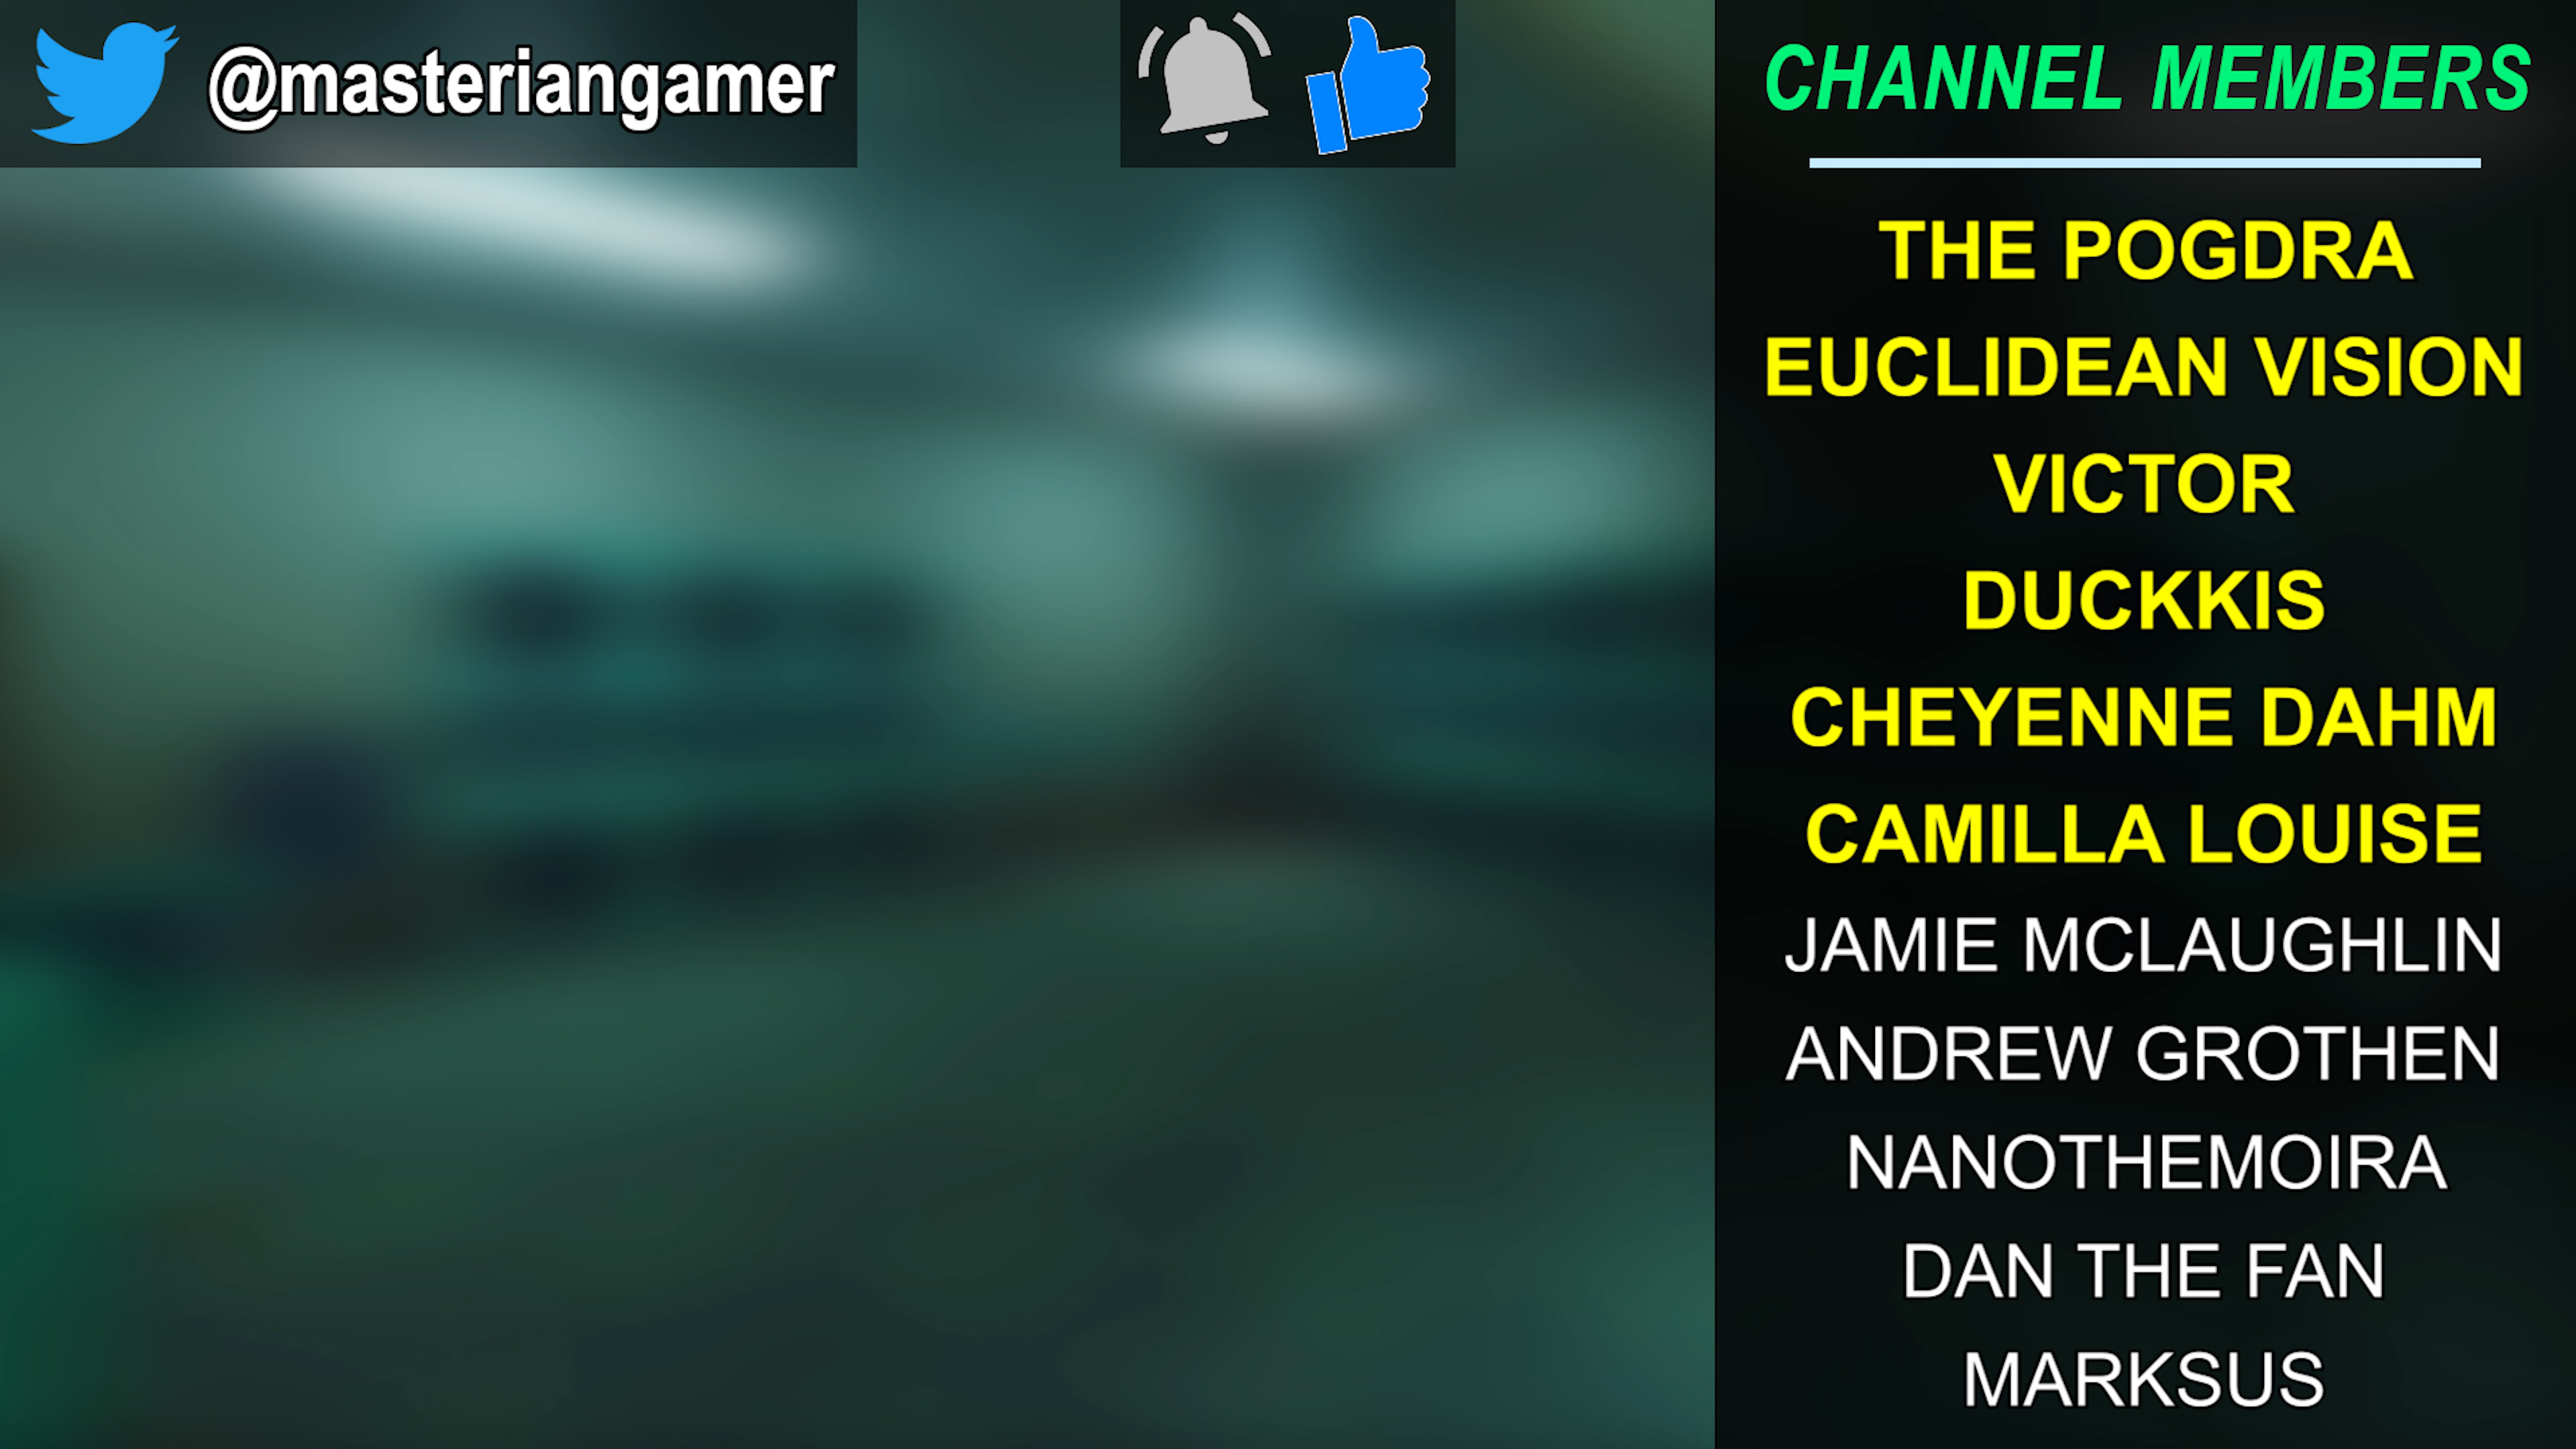 @masteriangamer
CHANNEL MEMBERS
THE POGDRA
EUCLIDEAN VISION
VICTOR
DUCKKIS
CHEYENNE DAHM
CAMILLA LOUISE
JAMIE MCLAUGHLIN
ANDREW GROTHEN
NANOTHEMOIRA
DAN THE FAN
MARKSUS